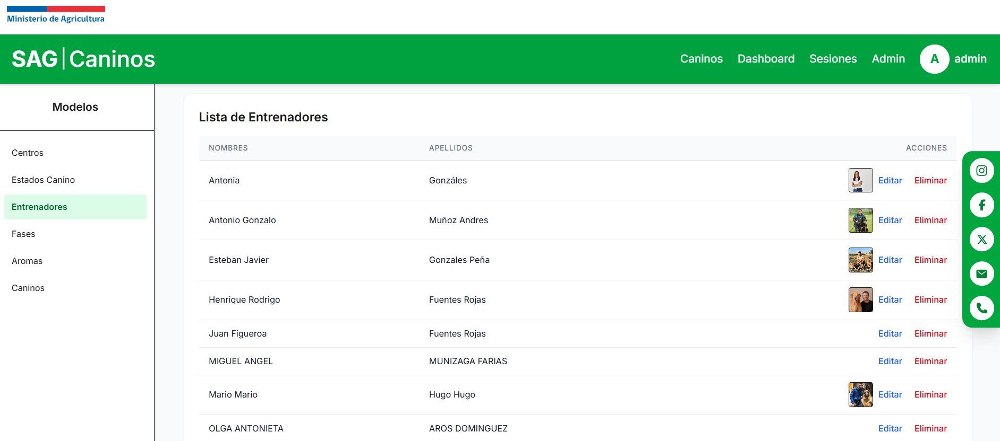 Ministerio de Agricultura
SAG|Caninos
Caninos Dashboard Sesiones Admin A admin
Modelos
Centros
Estados Canino
Entrenadores
Fases
Aromas
Caninos
Lista de Entrenadores
NOMBRES APELLIDOS ACCIONES
Antonia Gonzáles Editar Eliminar
Antonio Gonzalo Muñoz Andres Editar Eliminar
Esteban Javier Gonzales Peña Editar Eliminar
Henrique Rodrigo Fuentes Rojas Editar Eliminar
Juan Figueroa Fuentes Rojas Editar Eliminar
MIGUEL ANGEL MUNIZAGA FARIAS Editar Eliminar
Mario Mario Hugo Hugo Editar Eliminar
OLGA ANTONIETA AROS DOMINGUEZ Editar Eliminar